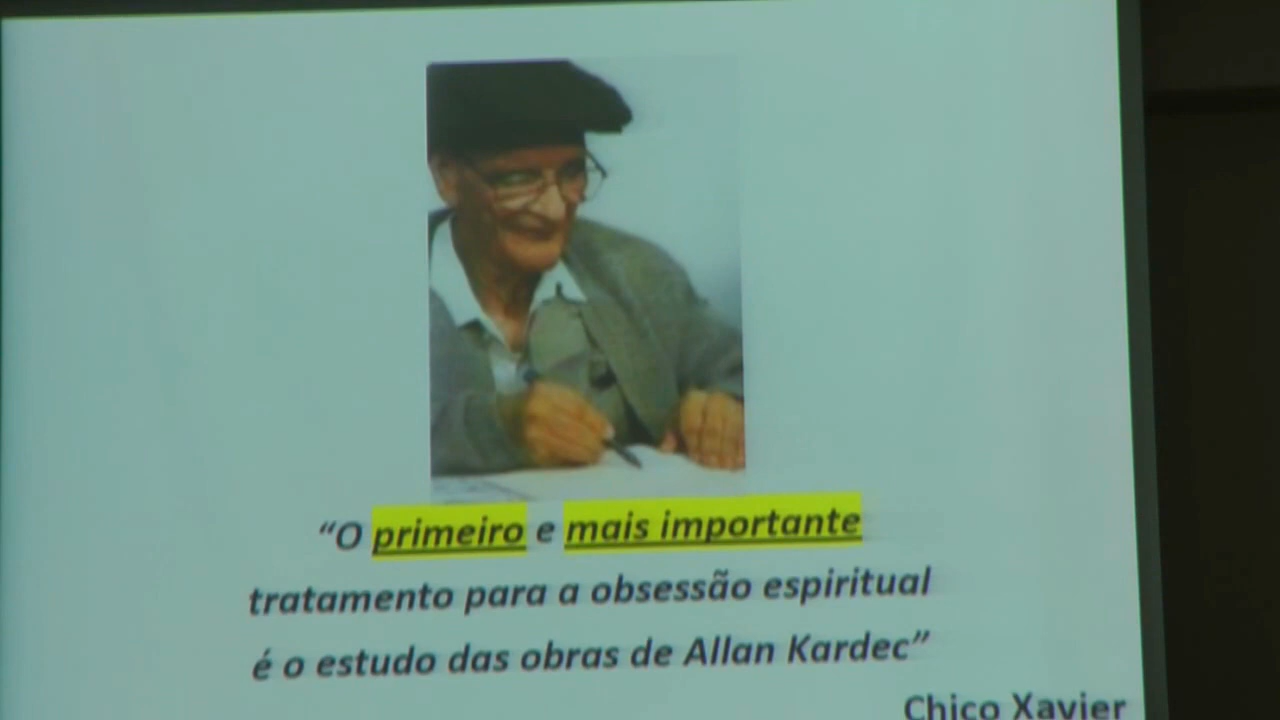 “O primeiro e mais importante
tratamento para a obsessão espiritual
é o estudo das obras de Allan Kardec”
Chico Xavier